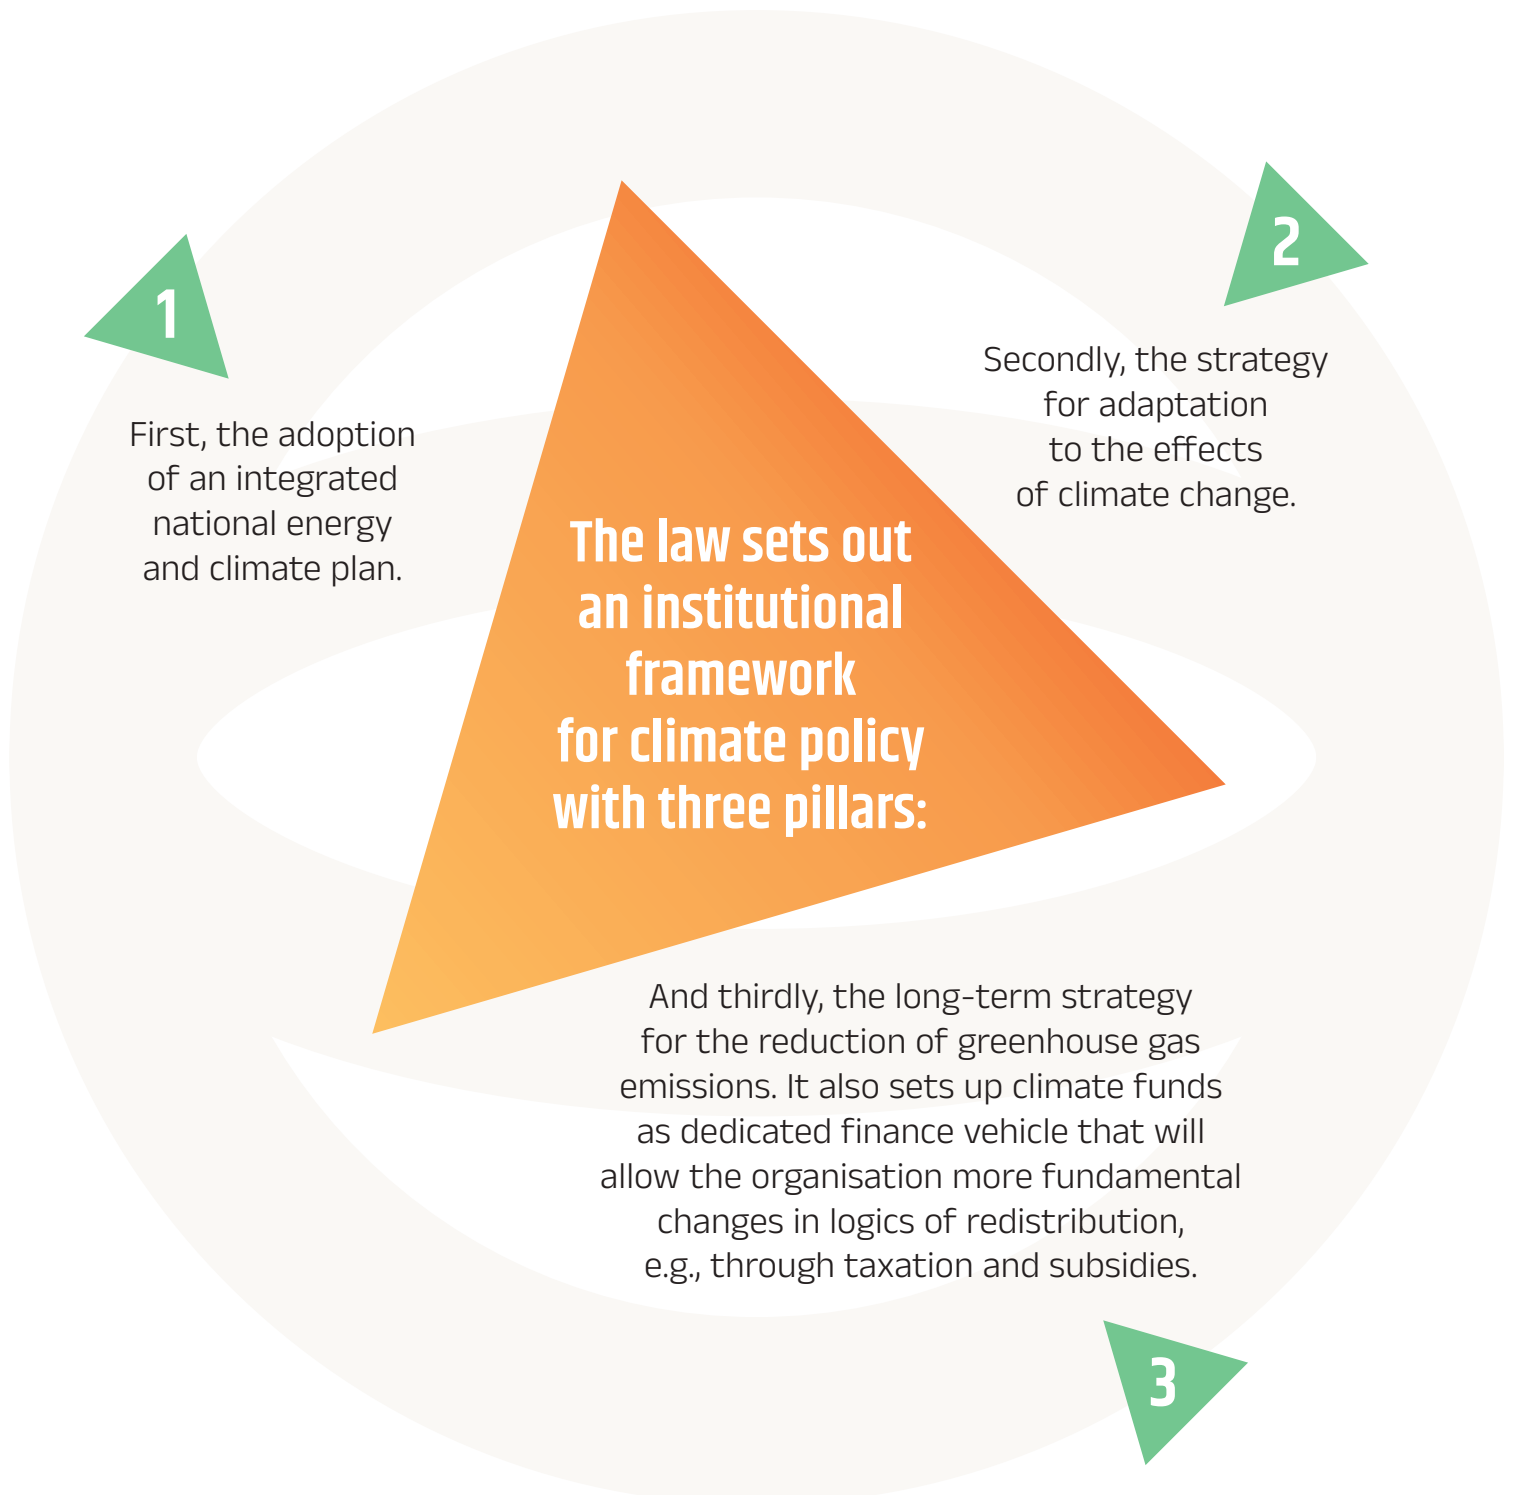 The law sets out
an institutional
framework
for climate policy
with three pillars:
1
First, the adoption
of an integrated
national energy
and climate plan.
2
Secondly, the strategy
for adaptation
to the effects
of climate change.
And thirdly, the long-term strategy
for the reduction of greenhouse gas
emissions. It also sets up climate funds
as dedicated finance vehicle that will
allow the organisation more fundamental
changes in logics of redistribution,
e.g., through taxation and subsidies.
3